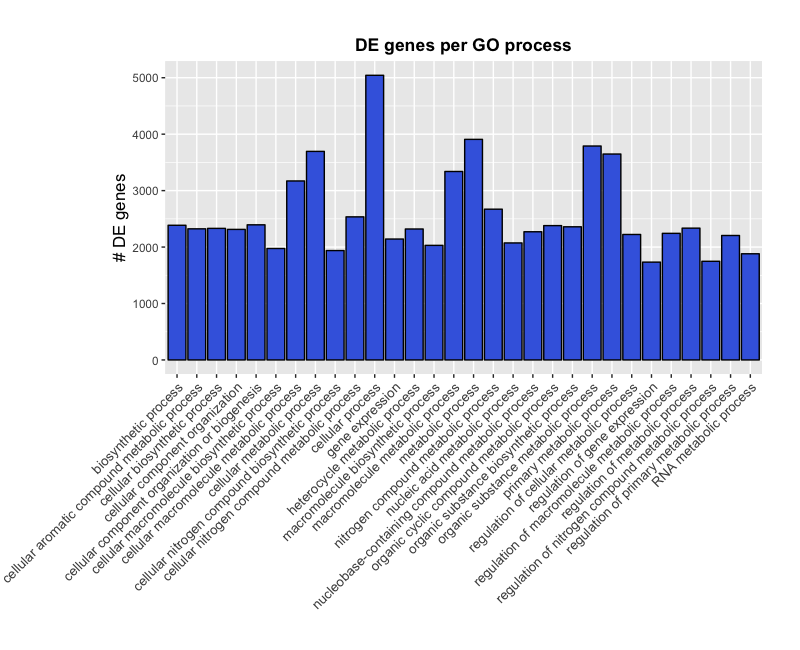 DE genes per GO process
# DE genes
5000
4000
3000
2000
1000
0
biosynthetic process
cellular aromatic compound metabolic process
cellular biosynthetic process
cellular component organization
cellular component organization or biogenesis
cellular macromolecule biosynthetic process
cellular macromolecule metabolic process
cellular metabolic process
cellular nitrogen compound biosynthetic process
cellular nitrogen compound metabolic process
cellular process
gene expression
heterocycle metabolic process
macromolecule biosynthetic process
macromolecule metabolic process
metabolic process
nitrogen compound metabolic process
nucleic acid metabolic process
nucleobase-containing compound metabolic process
organic cyclic compound metabolic process
organic substance biosynthetic process
organic substance metabolic process
primary metabolic process
regulation of cellular metabolic process
regulation of gene expression
regulation of macromolecule metabolic process
regulation of metabolic process
regulation of nitrogen compound metabolic process
regulation of primary metabolic process
RNA metabolic process